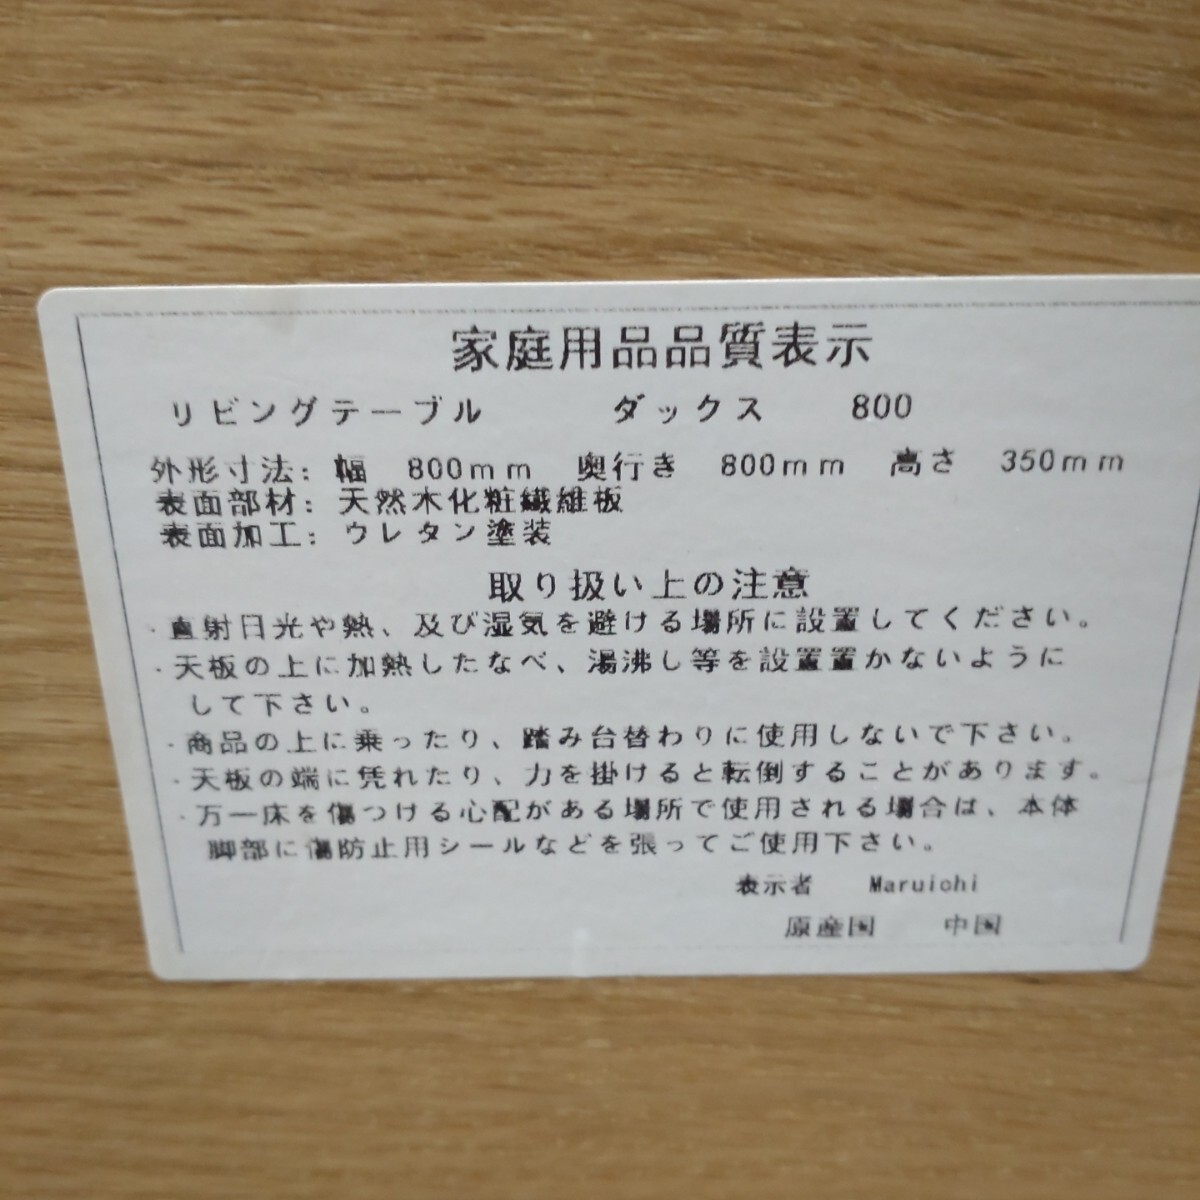 家庭用品品質表示
リビングテーブル ダックス 800
外形寸法: 幅 800mm 奥行き 800mm 高さ 350mm
表面部材: 天然木化粧繊維板
表面加工: ウレタン塗装
取り扱い上の注意
・直射日光や熱、及び湿気を避ける場所に設置してください。
・天板の上に加熱したなべ、湯沸し等を設置置かないように
して下さい。
・商品の上に乗ったり、踏み台替わりに使用しないで下さい。
・天板の端に凭れたり、力を掛けると転倒することがあります。
・万一床を傷つける心配がある場所で使用される場合は、本体
脚部に傷防止用シールなどを張ってご使用下さい。
表示者 Maruichi
原産国 中国